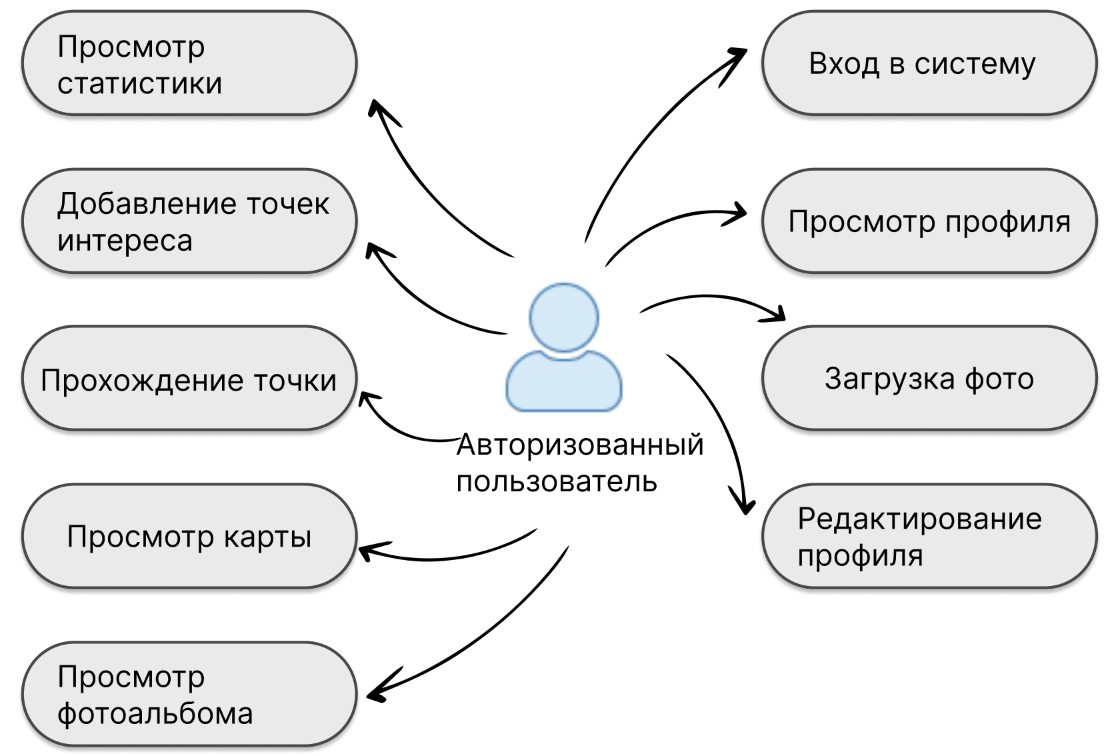 Просмотр
статистики
Добавление точек
интереса
Прохождение точки
Просмотр карты
Просмотр
фотоальбома
Авторизованный
пользователь
Вход в систему
Просмотр профиля
Загрузка фото
Редактирование
профиля